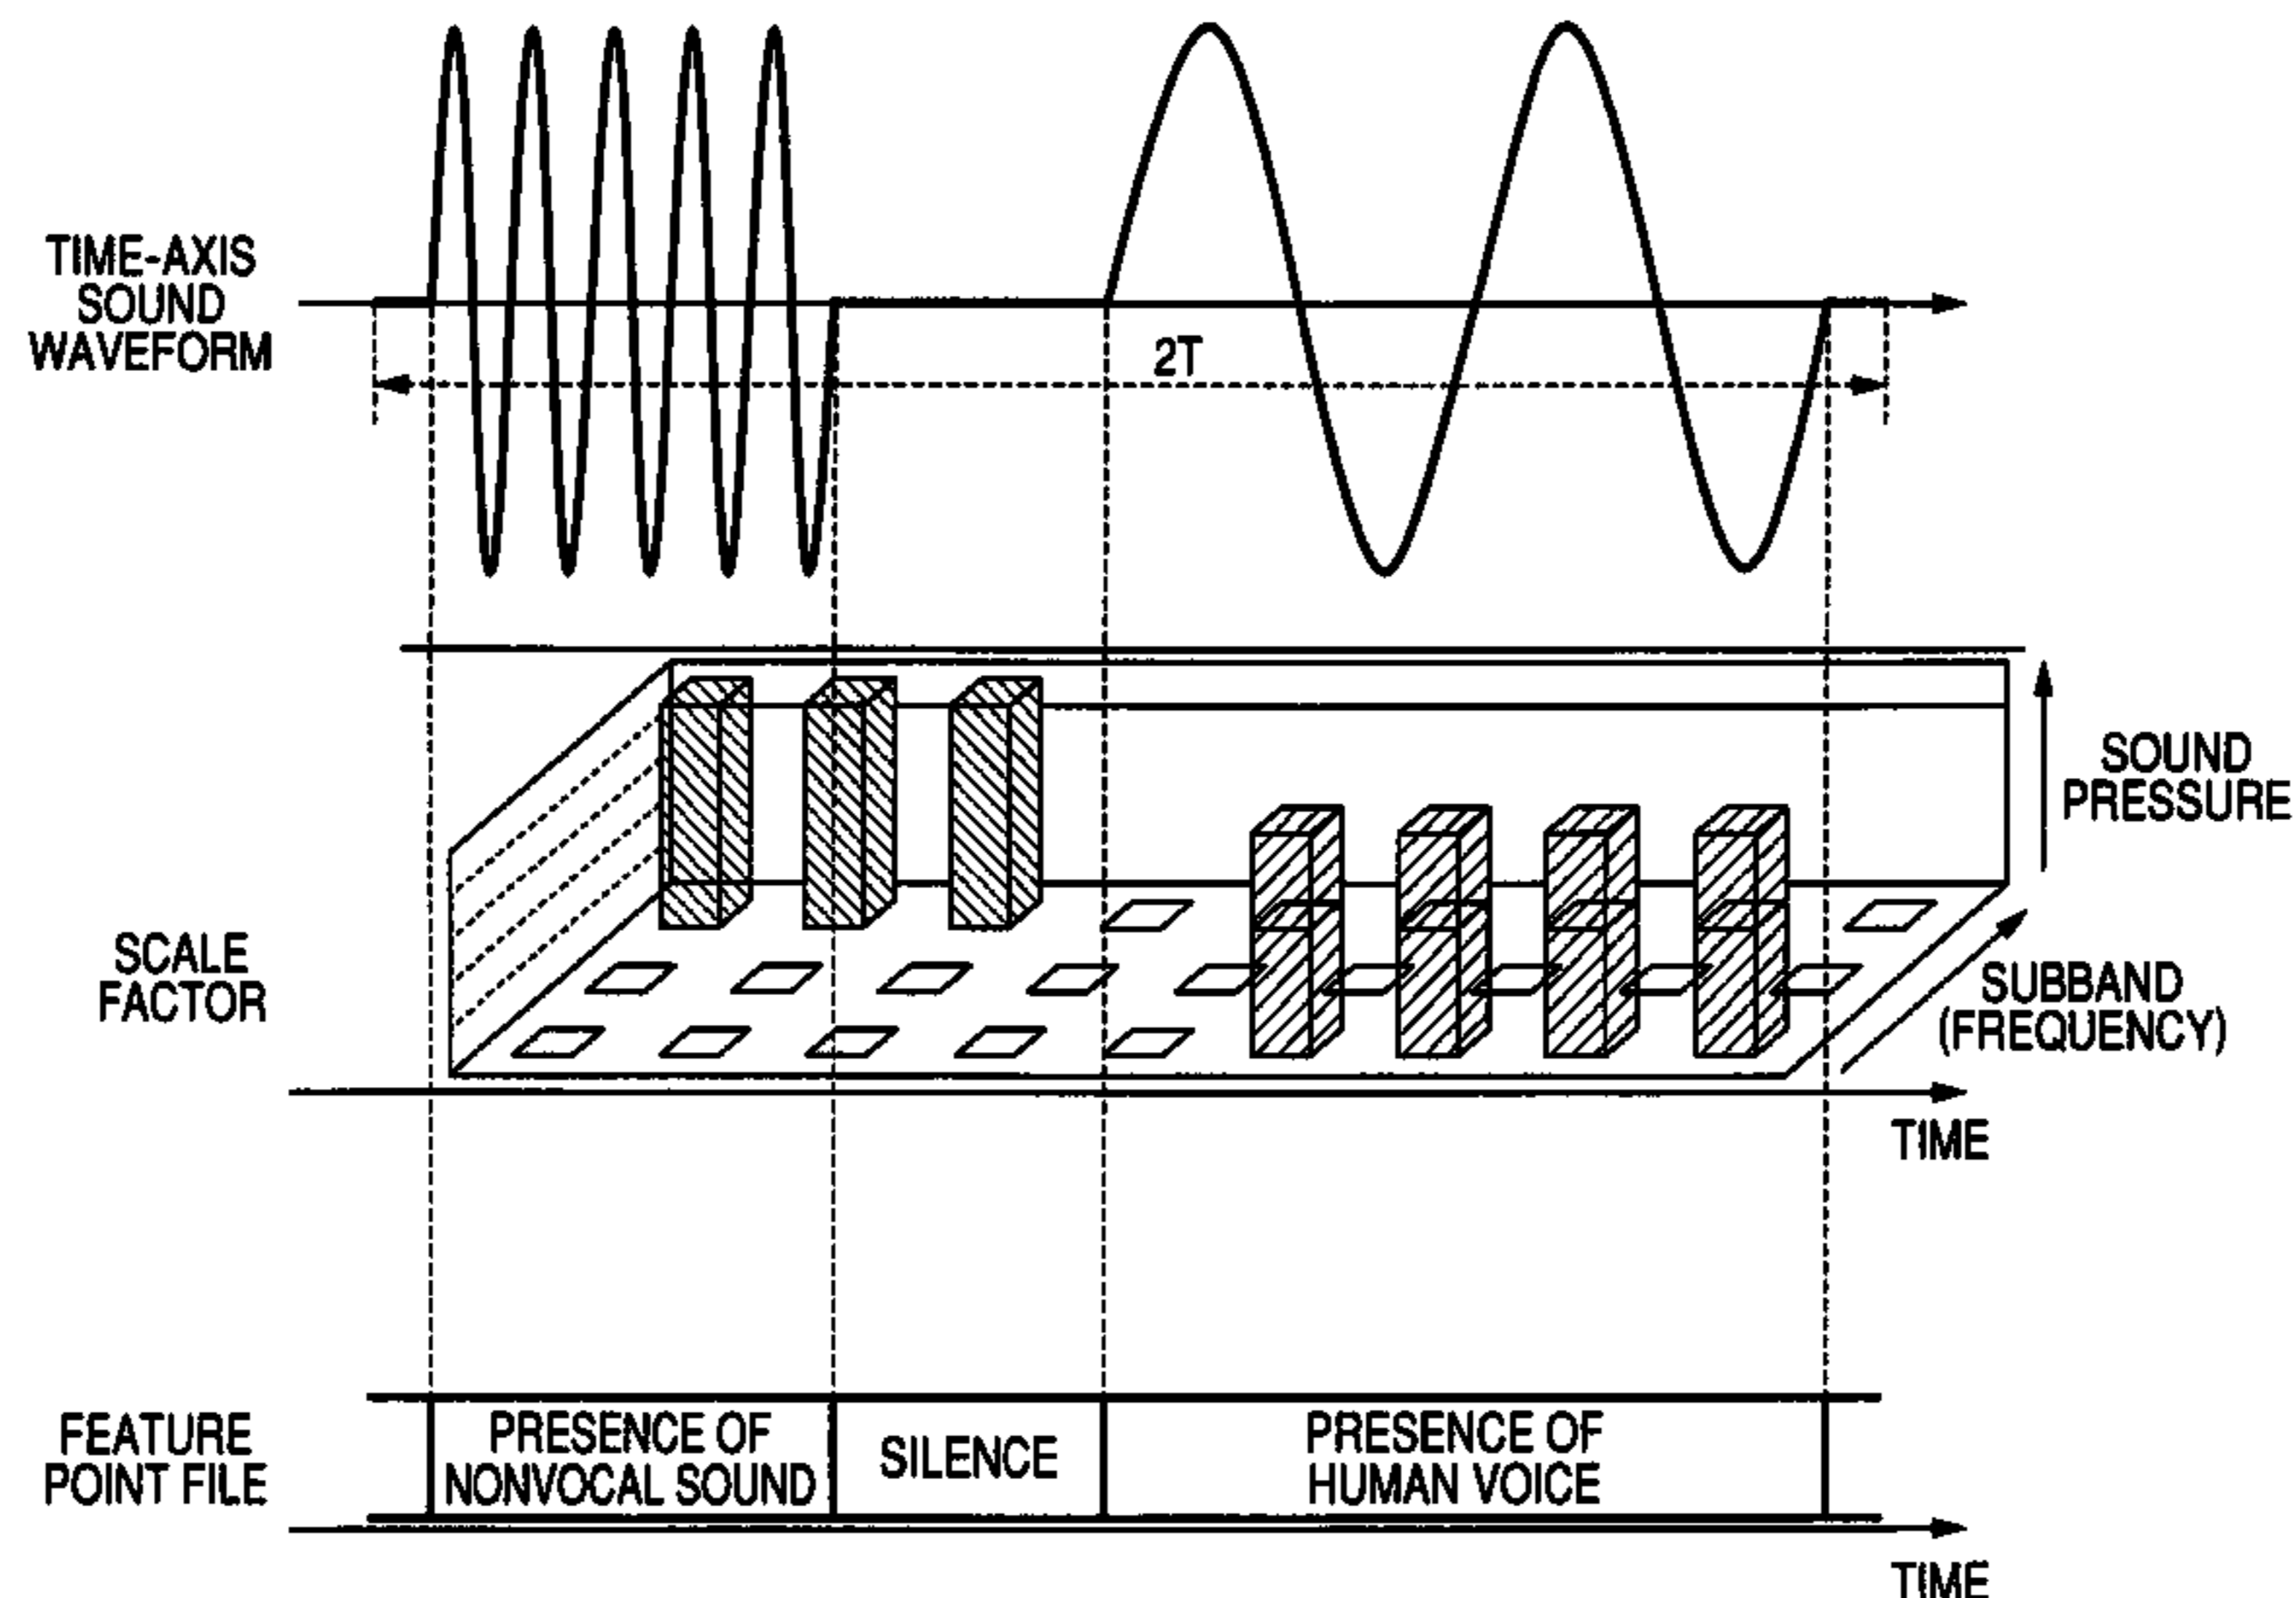 TIME-AXIS
SOUND
WAVEFORM
2T
SOUND
PRESSURE
SCALE
FACTOR
SUBBAND
(FREQUENCY)
TIME
FEATURE
POINT FILE
PRESENCE OF
NONVOCAL SOUND
SILENCE
PRESENCE OF
HUMAN VOICE
TIME